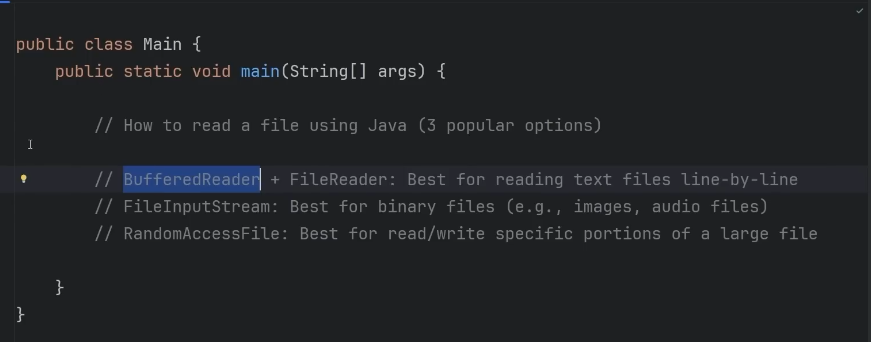 public class Main {
    public static void main(String[] args) {
        // How to read a file using Java (3 popular options)
        // BufferedReader + FileReader: Best for reading text files line-by-line
        // FileInputStream: Best for binary files (e.g., images, audio files)
        // RandomAccessFile: Best for read/write specific portions of a large file
    }
}